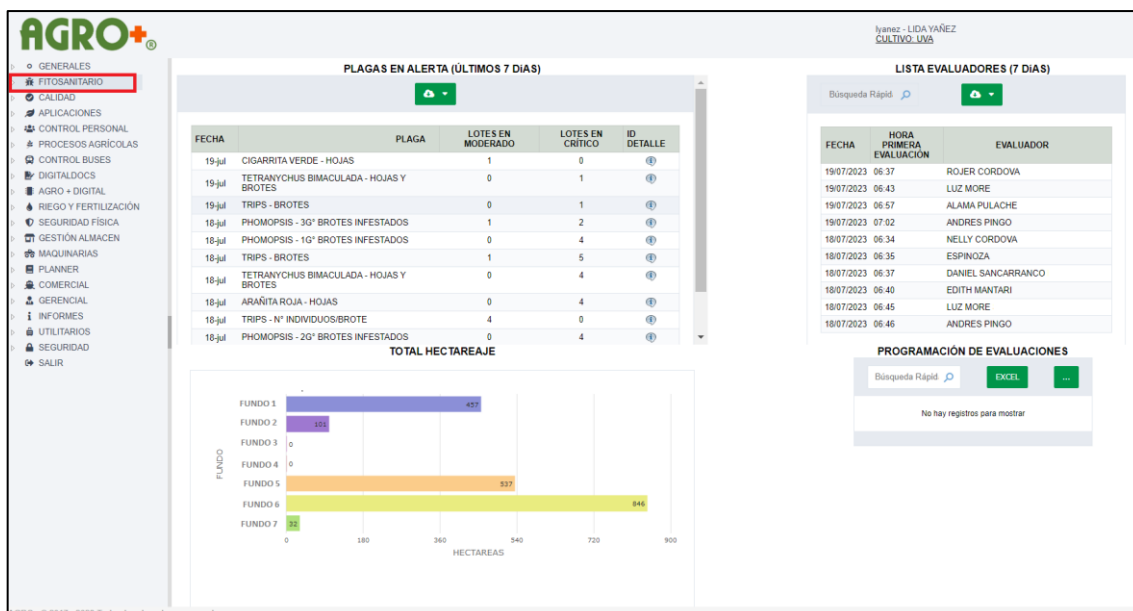 AGRO+®
lyanez - LIDA YAÑEZ
CULTIVO: UVA
GENERALES
FITOSANITARIO
CALIDAD
APLICACIONES
CONTROL PERSONAL
PROCESOS AGRÍCOLAS
CONTROL BUSES
DIGITALDOCS
AGRO + DIGITAL
RIEGO Y FERTILIZACIÓN
SEGURIDAD FÍSICA
GESTIÓN ALMACEN
MAQUINARIAS
PLANNER
COMERCIAL
GERENCIAL
INFORMES
UTILITARIOS
SEGURIDAD
SALIR
PLAGAS EN ALERTA (ÚLTIMOS 7 DíAS)
FECHA PLAGA LOTES EN MODERADO LOTES EN CRÍTICO ID DETALLE
19-jul CIGARRITA VERDE - HOJAS 1 0
19-jul TETRANYCHUS BIMACULADA - HOJAS Y BROTES 0 1
19-jul TRIPS - BROTES 0 1
18-jul PHOMOPSIS - 3G° BROTES INFESTADOS 1 2
18-jul PHOMOPSIS - 1G° BROTES INFESTADOS 0 4
18-jul TRIPS - BROTES 1 5
18-jul TETRANYCHUS BIMACULADA - HOJAS Y BROTES 0 4
18-jul ARAÑITA ROJA - HOJAS 0 4
18-jul TRIPS - N° INDIVIDUOS/BROTE 4 0
18-jul PHOMOPSIS - 2G° BROTES INFESTADOS 0 4
LISTA EVALUADORES (7 DíAS)
Búsqueda Rápid
FECHA HORA PRIMERA EVALUACIÓN EVALUADOR
19/07/2023 06:37 ROJER CORDOVA
19/07/2023 06:43 LUZ MORE
19/07/2023 06:57 ALAMA PULACHE
19/07/2023 07:02 ANDRES PINGO
18/07/2023 06:34 NELLY CORDOVA
18/07/2023 06:35 ESPINOZA
18/07/2023 06:37 DANIEL SANCARRANCO
18/07/2023 06:40 EDITH MANTARI
18/07/2023 06:45 LUZ MORE
18/07/2023 06:46 ANDRES PINGO
TOTAL HECTAREAJE
FUNDO
FUNDO 1 457
FUNDO 2 101
FUNDO 3 0
FUNDO 4 0
FUNDO 5 537
FUNDO 6 846
FUNDO 7 32
0 180 360 540 720 900
HECTAREAS
PROGRAMACIÓN DE EVALUACIONES
Búsqueda Rápid EXCEL ...
No hay registros para mostrar